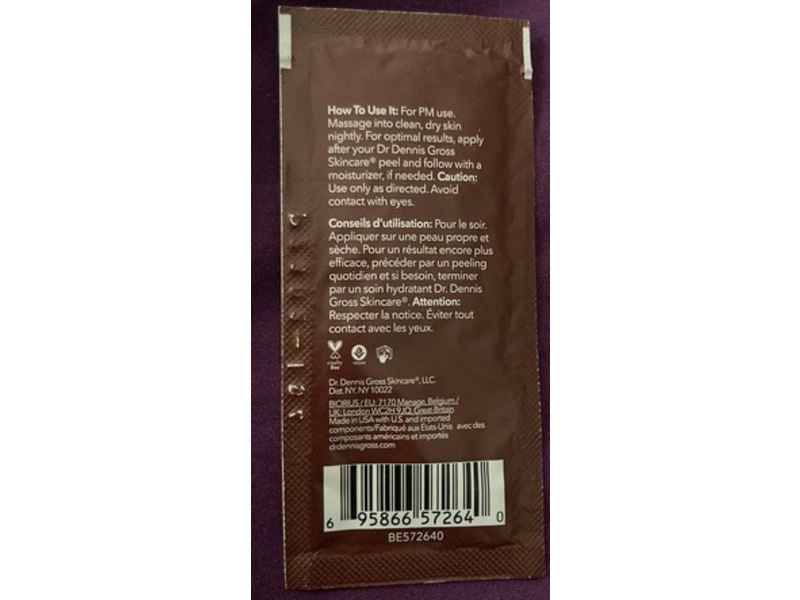 How To Use It: For PM use.
Massage into clean, dry skin
nightly. For optimal results, apply
after your Dr Dennis Gross
Skincare® peel and follow with a
moisturizer, if needed. Caution:
Use only as directed. Avoid
contact with eyes.
Conseils d'utilisation: Pour le soir.
Appliquer sur une peau propre et
sèche. Pour un résultat encore plus
efficace, précéder par un peeling
quotidien et si besoin, terminer
par un soin hydratant Dr. Dennis
Gross Skincare®. Attention:
Respecter la notice. Éviter tout
contact avec les yeux.
cruelty
free
vegan
Dr. Dennis Gross Skincare®, LLC.
Dist. NY, NY 10022
BIORIUS / EU: 7170 Manage, Belgium /
UK: London WC2H 9JQ, Great Britain
Made in USA with U.S. and imported
components/Fabriqué aux États-Unis avec des
composants américains et importés
drdennisgross.com.
6 95866 57264 0
BE572640